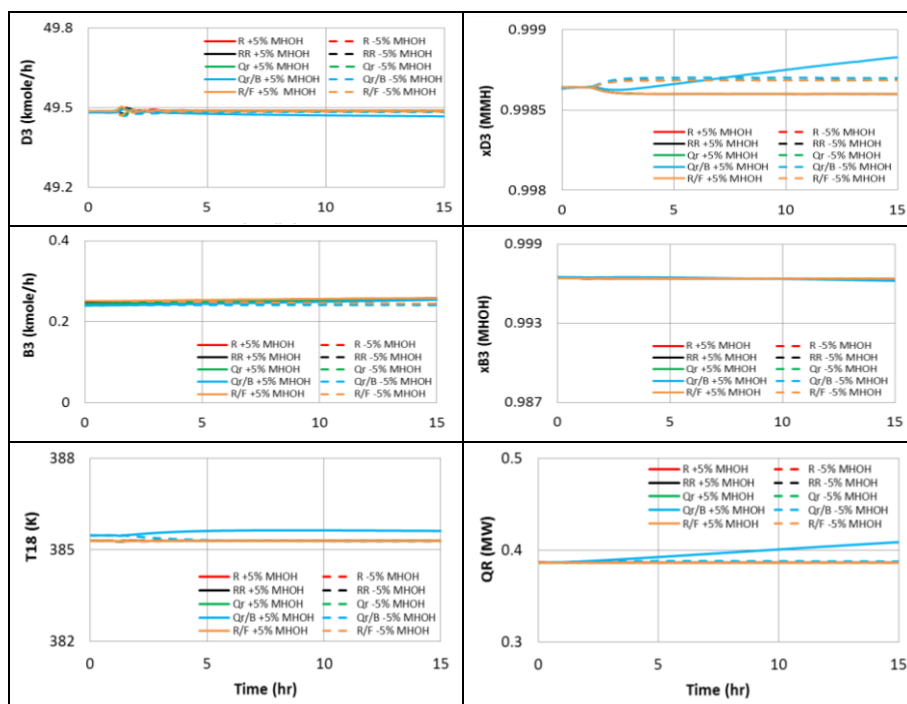 D3 (kmole/h)
49.8
49.5
49.2
0 5 10 15
R +5% MHOH R -5% MHOH
RR +5% MHOH RR -5% MHOH
Qr +5% MHOH Qr -5% MHOH
Qr/B +5% MHOH Qr/B -5% MHOH
R/F +5% MHOH R/F -5% MHOH
xD3 (MMH)
0.999
0.9985
0.998
R +5% MHOH R -5% MHOH
RR +5% MHOH RR -5% MHOH
Qr +5% MHOH Qr -5% MHOH
Qr/B +5% MHOH Qr/B -5% MHOH
R/F +5% MHOH R/F -5% MHOH
0 5 10 15
B3 (kmole/h)
0.4
0.2
0
R +5% MHOH R -5% MHOH
RR +5% MHOH RR -5% MHOH
Qr +5% MHOH Qr -5% MHOH
Qr/B +5% MHOH Qr/B -5% MHOH
R/F +5% MHOH R/F -5% MHOH
0 5 10 15
xB3 (MHOH)
0.999
0.993
0.987
R +5% MHOH R -5% MHOH
RR +5% MHOH RR -5% MHOH
Qr +5% MHOH Qr -5% MHOH
Qr/B +5% MHOH Qr/B -5% MHOH
R/F +5% MHOH R/F -5% MHOH
0 5 10 15
T18 (K)
388
385
382
R +5% MHOH R -5% MHOH
RR +5% MHOH RR -5% MHOH
Qr +5% MHOH Qr -5% MHOH
Qr/B +5% MHOH Qr/B -5% MHOH
R/F +5% MHOH R/F -5% MHOH
0 5 10 15
Time (hr)
QR (MW)
0.5
0.4
0.3
R +5% MHOH R -5% MHOH
RR +5% MHOH RR -5% MHOH
Qr +5% MHOH Qr -5% MHOH
Qr/B +5% MHOH Qr/B -5% MHOH
R/F +5% MHOH R/F -5% MHOH
0 5 10 15
Time (hr)